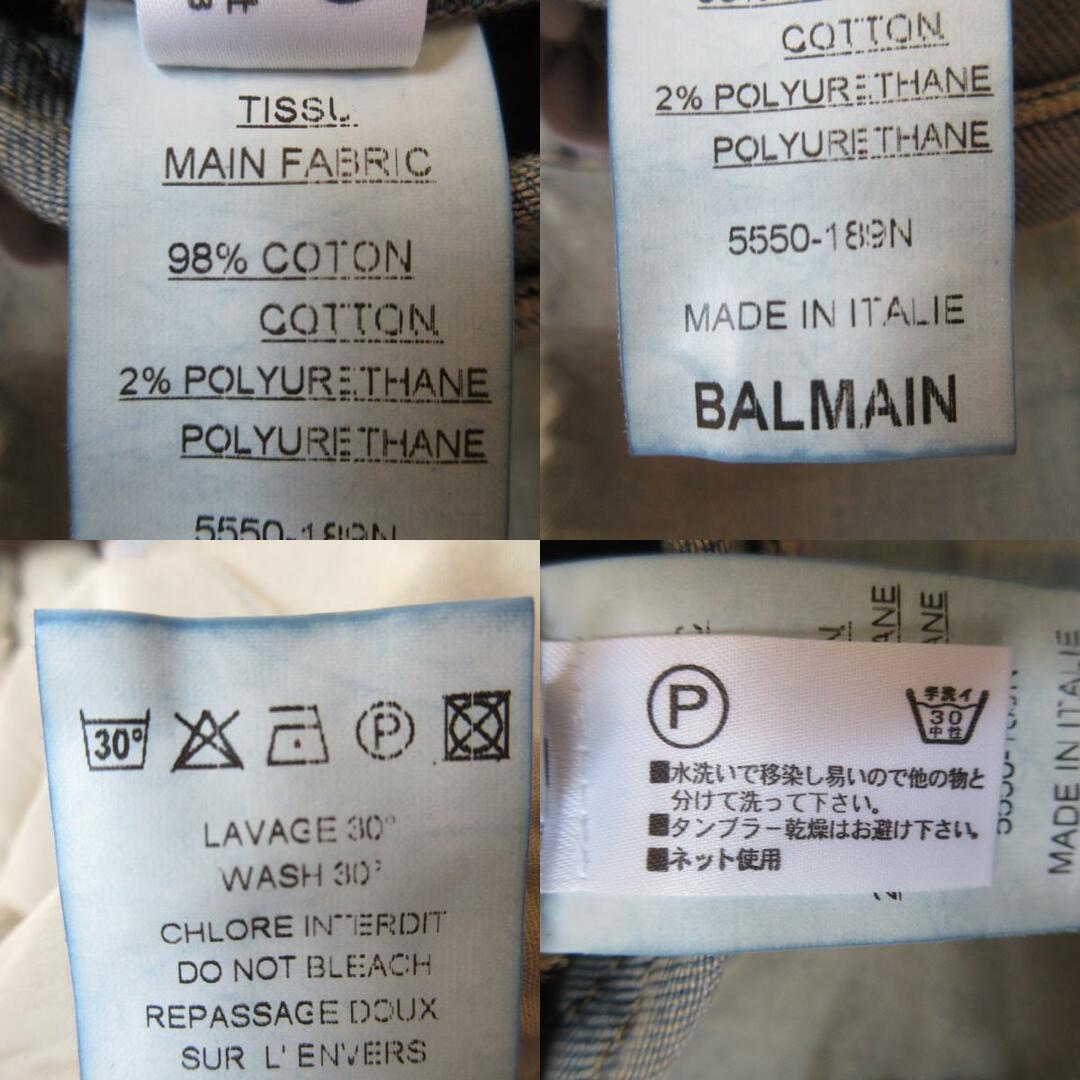 TISSU
MAIN FABRIC
98% COTON
COTTON
2% POLYURETHANE
POLYURETHANE
5550-189N
COTTON
2% POLYURETHANE
POLYURETHANE
5550-189N
MADE IN ITALIE
BALMAIN
30°
P
LAVAGE 30°
WASH 30°
CHLORE INTERDIT
DO NOT BLEACH
REPASSAGE DOUX
SUR L' ENVERS
P
手洗イ
30
中性
■水洗いで移染し易いので他の物と
分けて洗って下さい。
■タンブラー乾燥はお避け下さい。
■ネット使用
MADE IN ITALIE